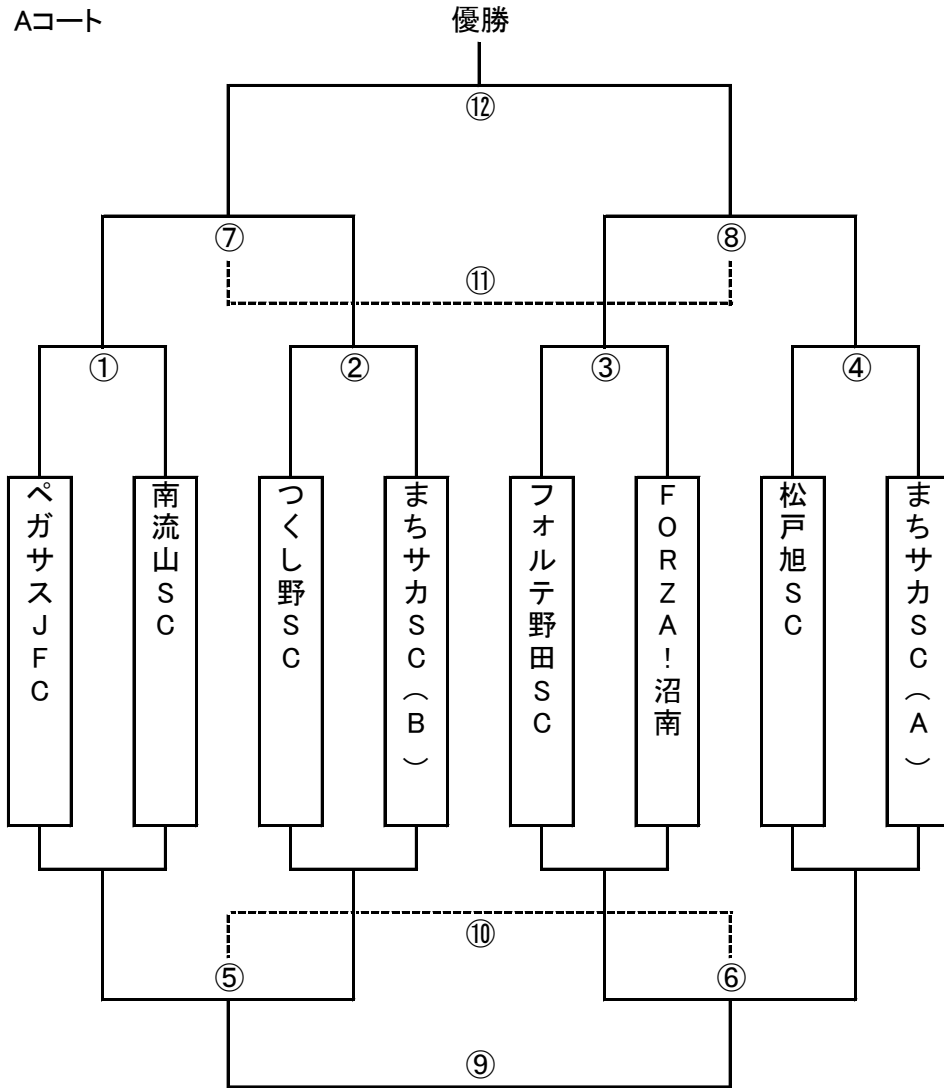 Aコート
優勝
⑫
⑦
⑧
⑪
①
②
③
④
ペガサスJFC
南流山SC
つくし野SC
まちサカSC(B)
フォルテ野田SC
FORZA!沼南
松戸旭SC
まちサカSC(A)
⑩
⑤
⑥
⑨